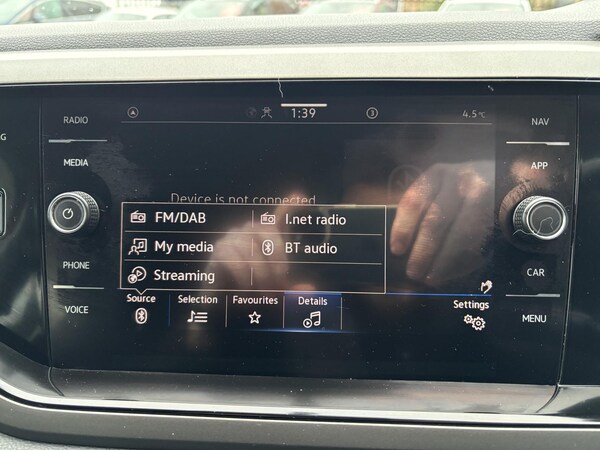 RADIO
MEDIA
PHONE
VOICE
G
1:39
3
4.5°C
NAV
APP
CAR
MENU
Device is not connected
FM/DAB
I.net radio
My media
BT audio
Streaming
Source
Selection
Favourites
Details
Settings